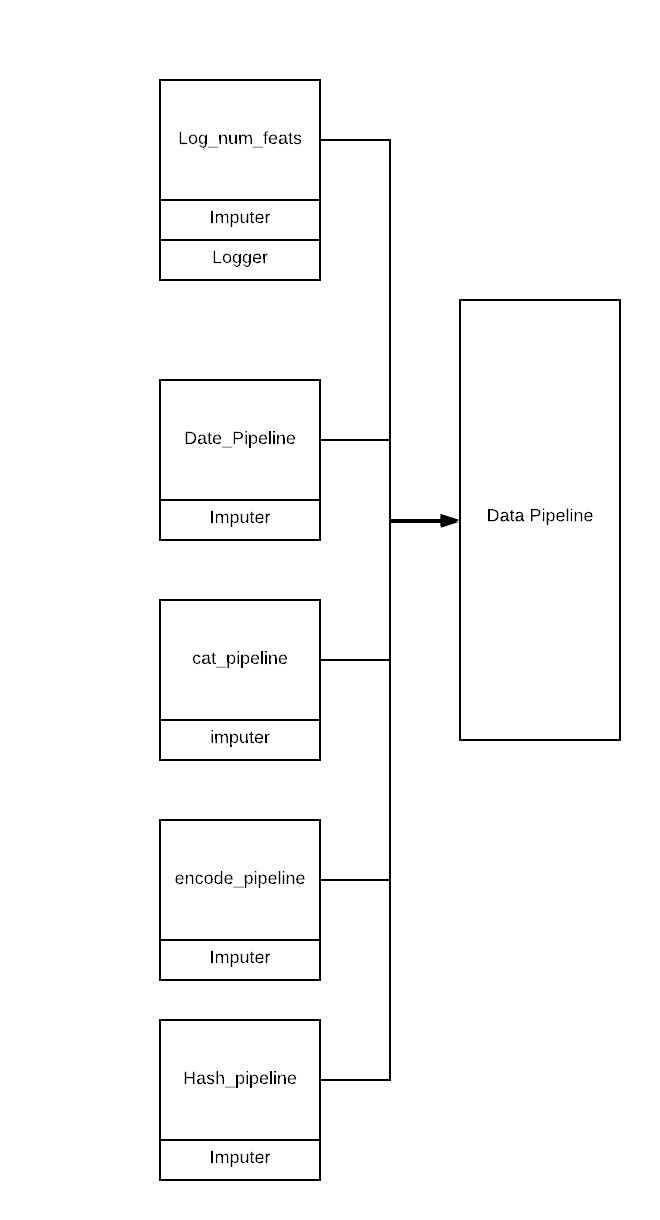 Log_num_feats
Imputer
Logger
Date_Pipeline
Imputer
Data Pipeline
cat_pipeline
imputer
encode_pipeline
Imputer
Hash_pipeline
Imputer